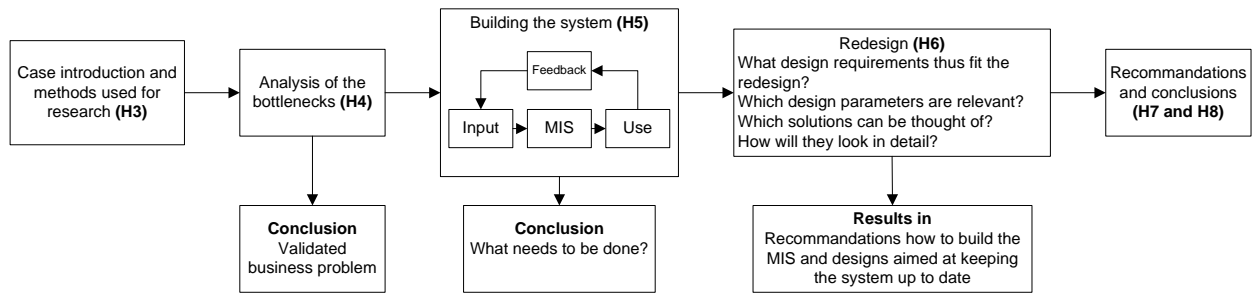 Case introduction and
methods used for
research (H3)
Analysis of the
bottlenecks (H4)
Building the system (H5)
Feedback
Input
MIS
Use
Redesign (H6)
What design requirements thus fit the
redesign?
Which design parameters are relevant?
Which solutions can be thought of?
How will they look in detail?
Recommandations
and conclusions
(H7 and H8)
Conclusion
Validated
business problem
Conclusion
What needs to be done?
Results in
Recommandations how to build the
MIS and designs aimed at keeping
the system up to date